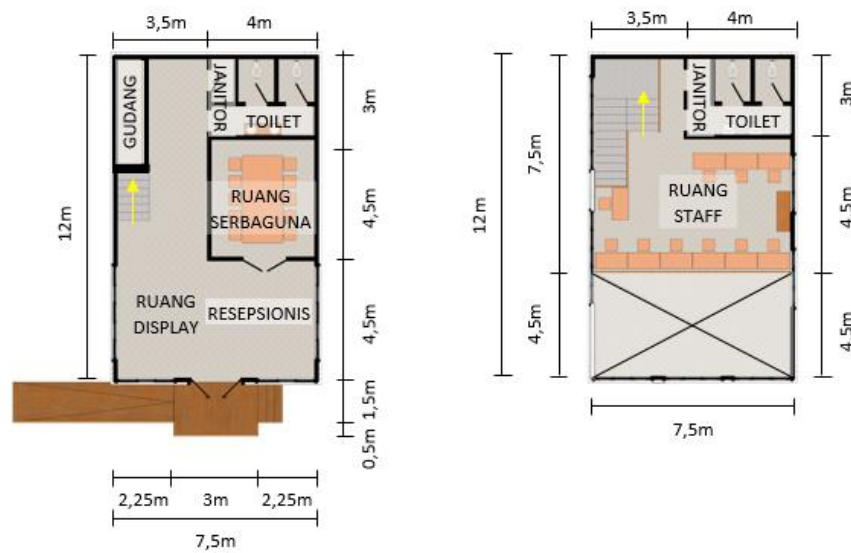 3,5m
4m
12m
GUDANG
JANITOR
TOILET
RUANG
SERBAGUNA
RUANG
DISPLAY
RESEPSIONIS
3m
4,5m
4,5m
1,5m
0,5m
2,25m
3m
2,25m
7,5m
3,5m
4m
12m
7,5m
4,5m
JANITOR
TOILET
RUANG
STAFF
3m
4,5m
4,5m
7,5m